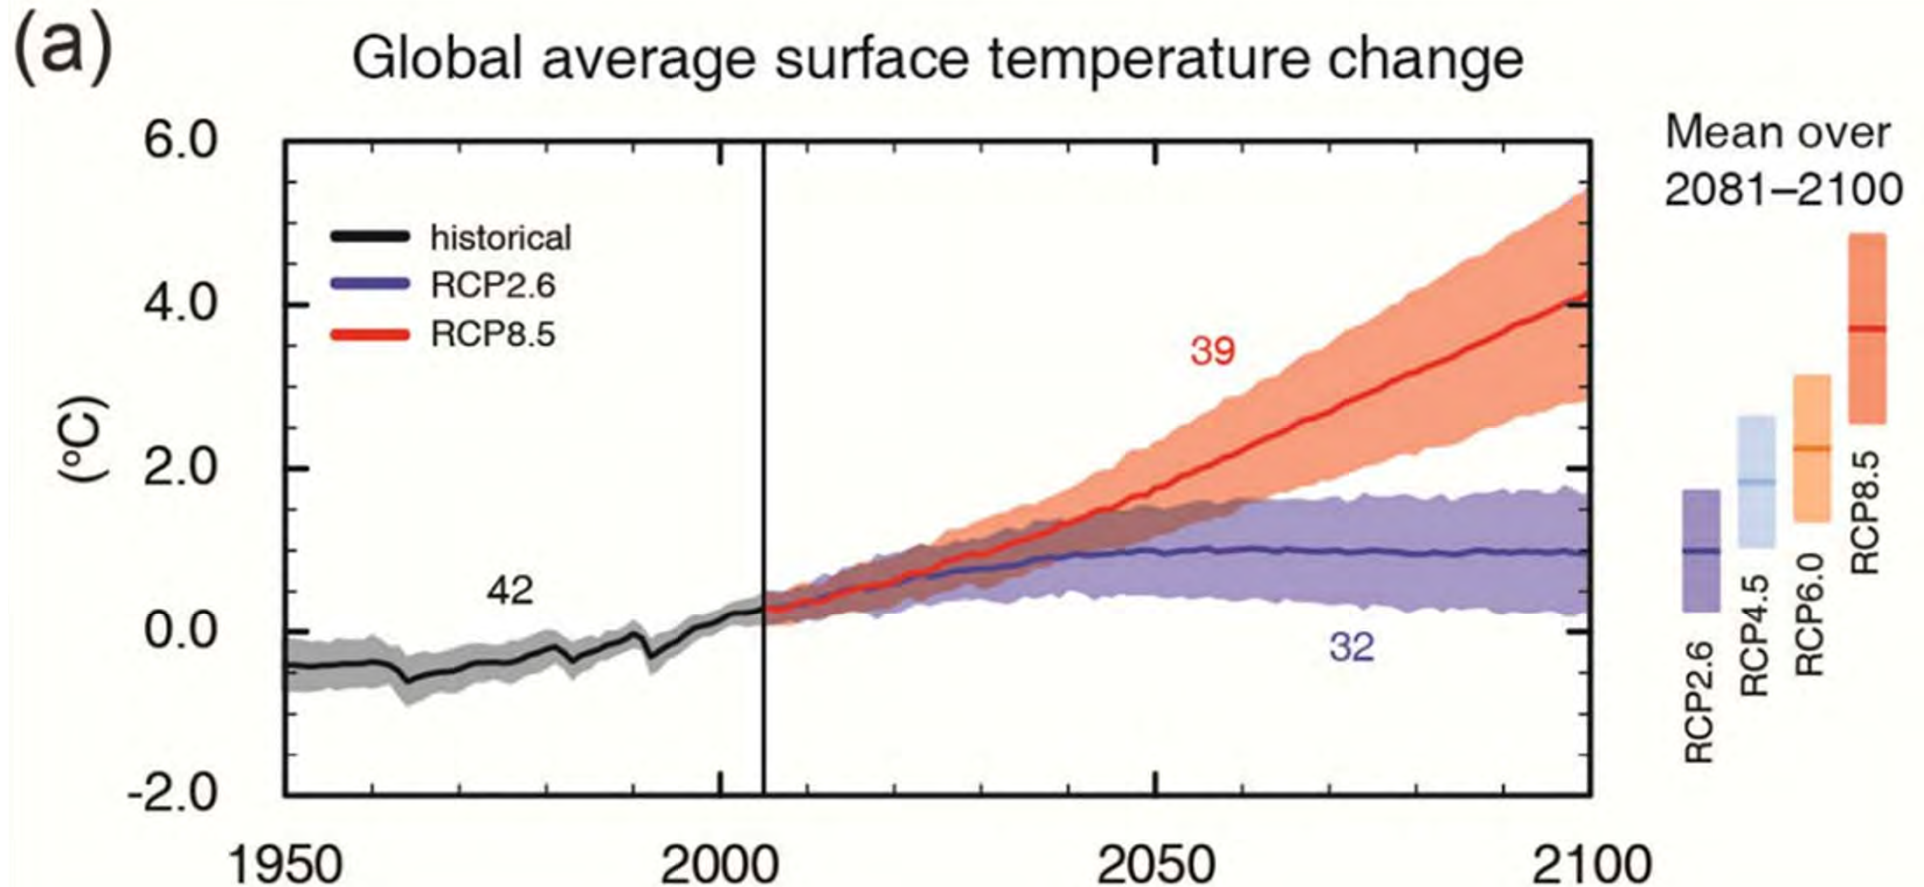 (a)
Global average surface temperature change
6.0
4.0
2.0
0.0
-2.0
(ºC)
historical
RCP2.6
RCP8.5
42
39
32
1950
2000
2050
2100
Mean over
2081–2100
RCP2.6
RCP4.5
RCP6.0
RCP8.5